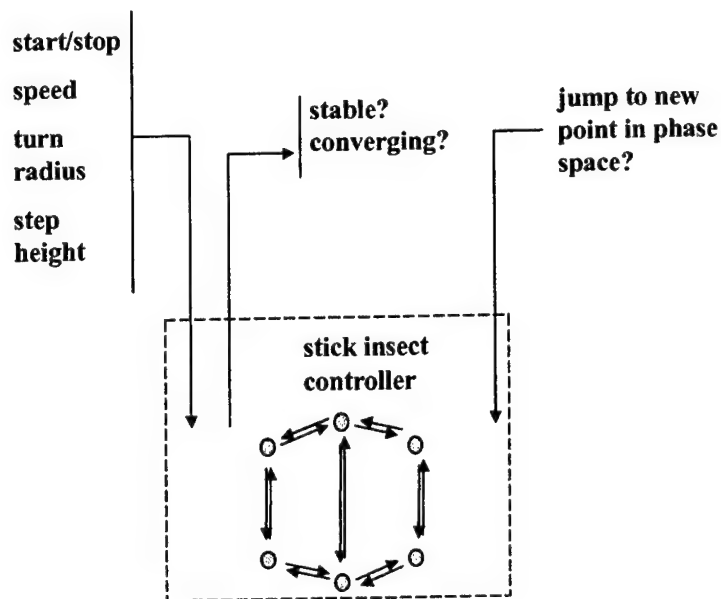 start/stop
speed
turn
radius
step
height
stable?
converging?
jump to new
point in phase
space?
stick insect
controller